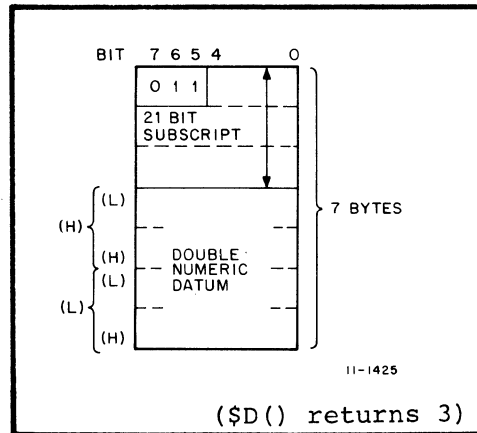 BIT 7 6 5 4 0
0 1 1
21 BIT
SUBSCRIPT
(L)
(H)
7 BYTES
(H)
(L)
DOUBLE
NUMERIC
DATUM
(L)
(H)
11-1425
($D() returns 3)